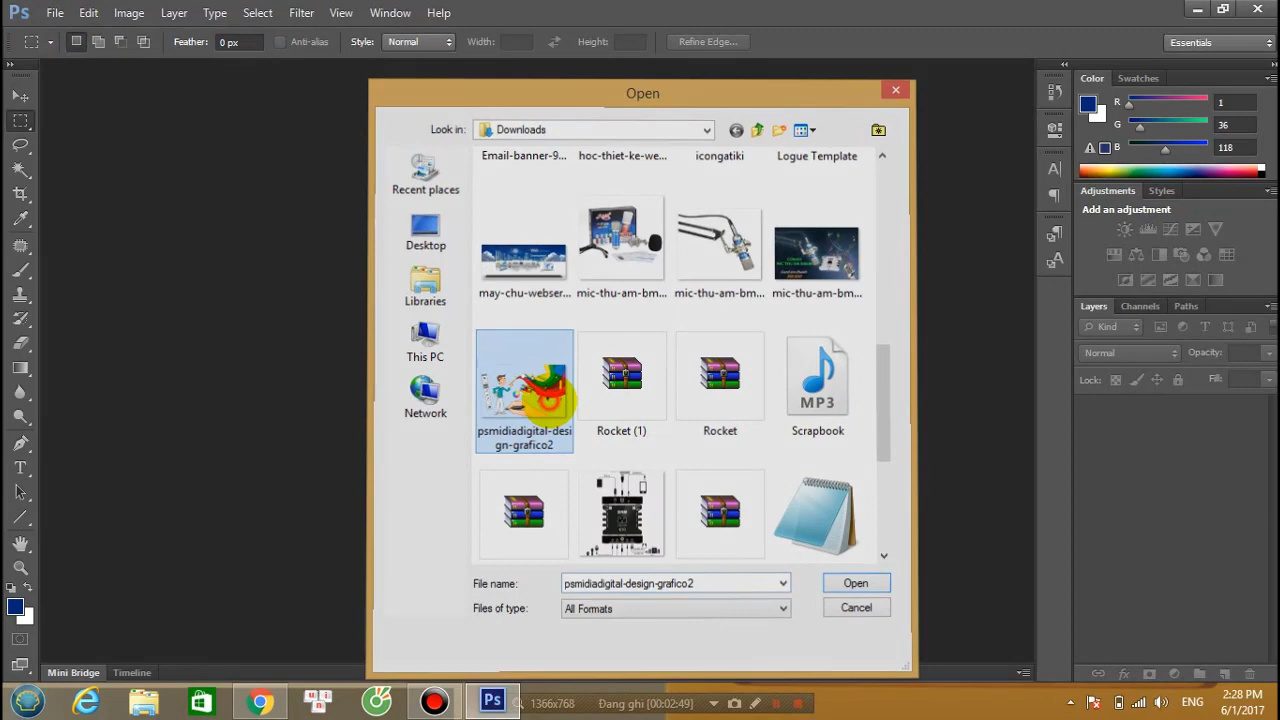 Ps File Edit Image Layer Type Select Filter View Window Help
Feather: 0 px Anti-alias Style: Normal Width: Height: Refine Edge... Essentials
Open
Look in: Downloads
Recent places
Desktop
Libraries
This PC
Network
Email-banner-9... hoc-thiet-ke-we... icongatiki Logue Template
may-chu-webser... mic-thu-am-bm... mic-thu-am-bm... mic-thu-am-bm...
MP3
psmidiadigital-desi
gn-grafico2
Rocket (1) Rocket Scrapbook
File name: psmidiadigital-design-grafico2 Open
Files of type: All Formats Cancel
Color Swatches
R 1
G 36
B 118
Adjustments Styles
Add an adjustment
Layers Channels Paths
Kind
Normal Opacity:
Lock: Fill:
Mini Bridge Timeline
Ps 1366x768 Đang ghi [00:02:49] ENG
2:28 PM
6/1/2017